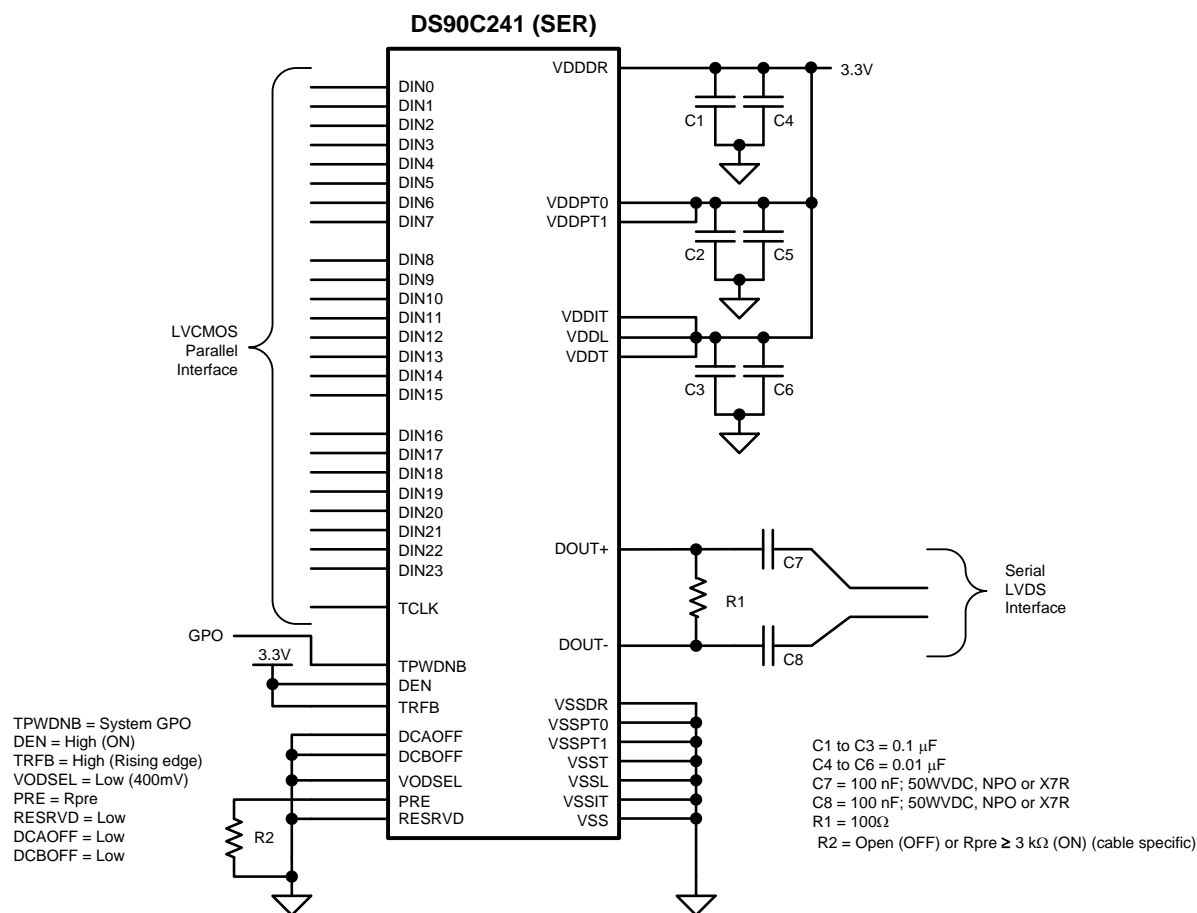 DS90C241 (SER)
DIN0
DIN1
DIN2
DIN3
DIN4
DIN5
DIN6
DIN7
DIN8
DIN9
DIN10
DIN11
DIN12
DIN13
DIN14
DIN15
DIN16
DIN17
DIN18
DIN19
DIN20
DIN21
DIN22
DIN23
TCLK
LVCMOS
Parallel
Interface
GPO
3.3V
TPWDNB
DEN
TRFB
DCAOFF
DCBOFF
VODSEL
PRE
RESRVD
R2
TPWDNB = System GPO
DEN = High (ON)
TRFB = High (Rising edge)
VODSEL = Low (400mV)
PRE = Rpre
RESRVD = Low
DCAOFF = Low
DCBOFF = Low
VDDDR
3.3V
C1
C4
VDDPT0
VDDPT1
C2
C5
VDDIT
VDDL
VDDT
C3
C6
DOUT+
C7
R1
DOUT-
C8
Serial
LVDS
Interface
VSSDR
VSSPT0
VSSPT1
VSST
VSSL
VSSIT
VSS
C1 to C3 = 0.1 μF
C4 to C6 = 0.01 μF
C7 = 100 nF; 50WVDC, NPO or X7R
C8 = 100 nF; 50WVDC, NPO or X7R
R1 = 100Ω
R2 = Open (OFF) or Rpre ≥ 3 kΩ (ON) (cable specific)